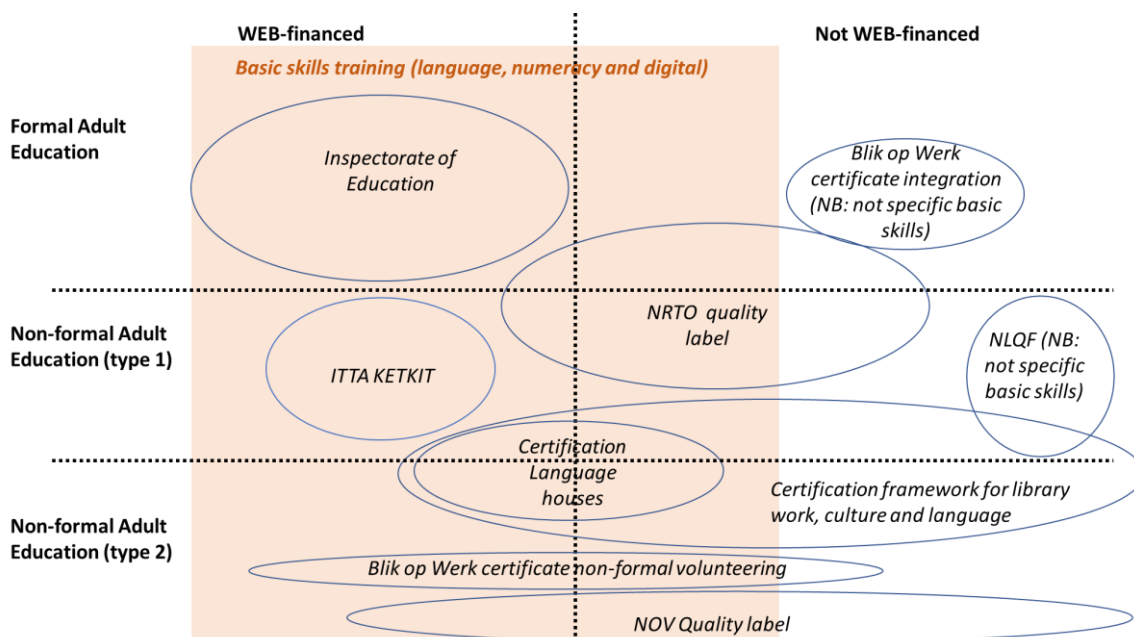 WEB-financed
Not WEB-financed
Basic skills training (language, numeracy and digital)
Formal Adult
Education
Inspectorate of
Education
Blik op Werk
certificate integration
(NB: not specific basic
skills)
Non-formal Adult
Education (type 1)
ITTA KETKIT
NRTO quality
label
NLQF (NB:
not specific
basic skills)
Certification
Language
houses
Certification framework for library
work, culture and language
Non-formal Adult
Education (type 2)
Blik op Werk certificate non-formal volunteering
NOV Quality label